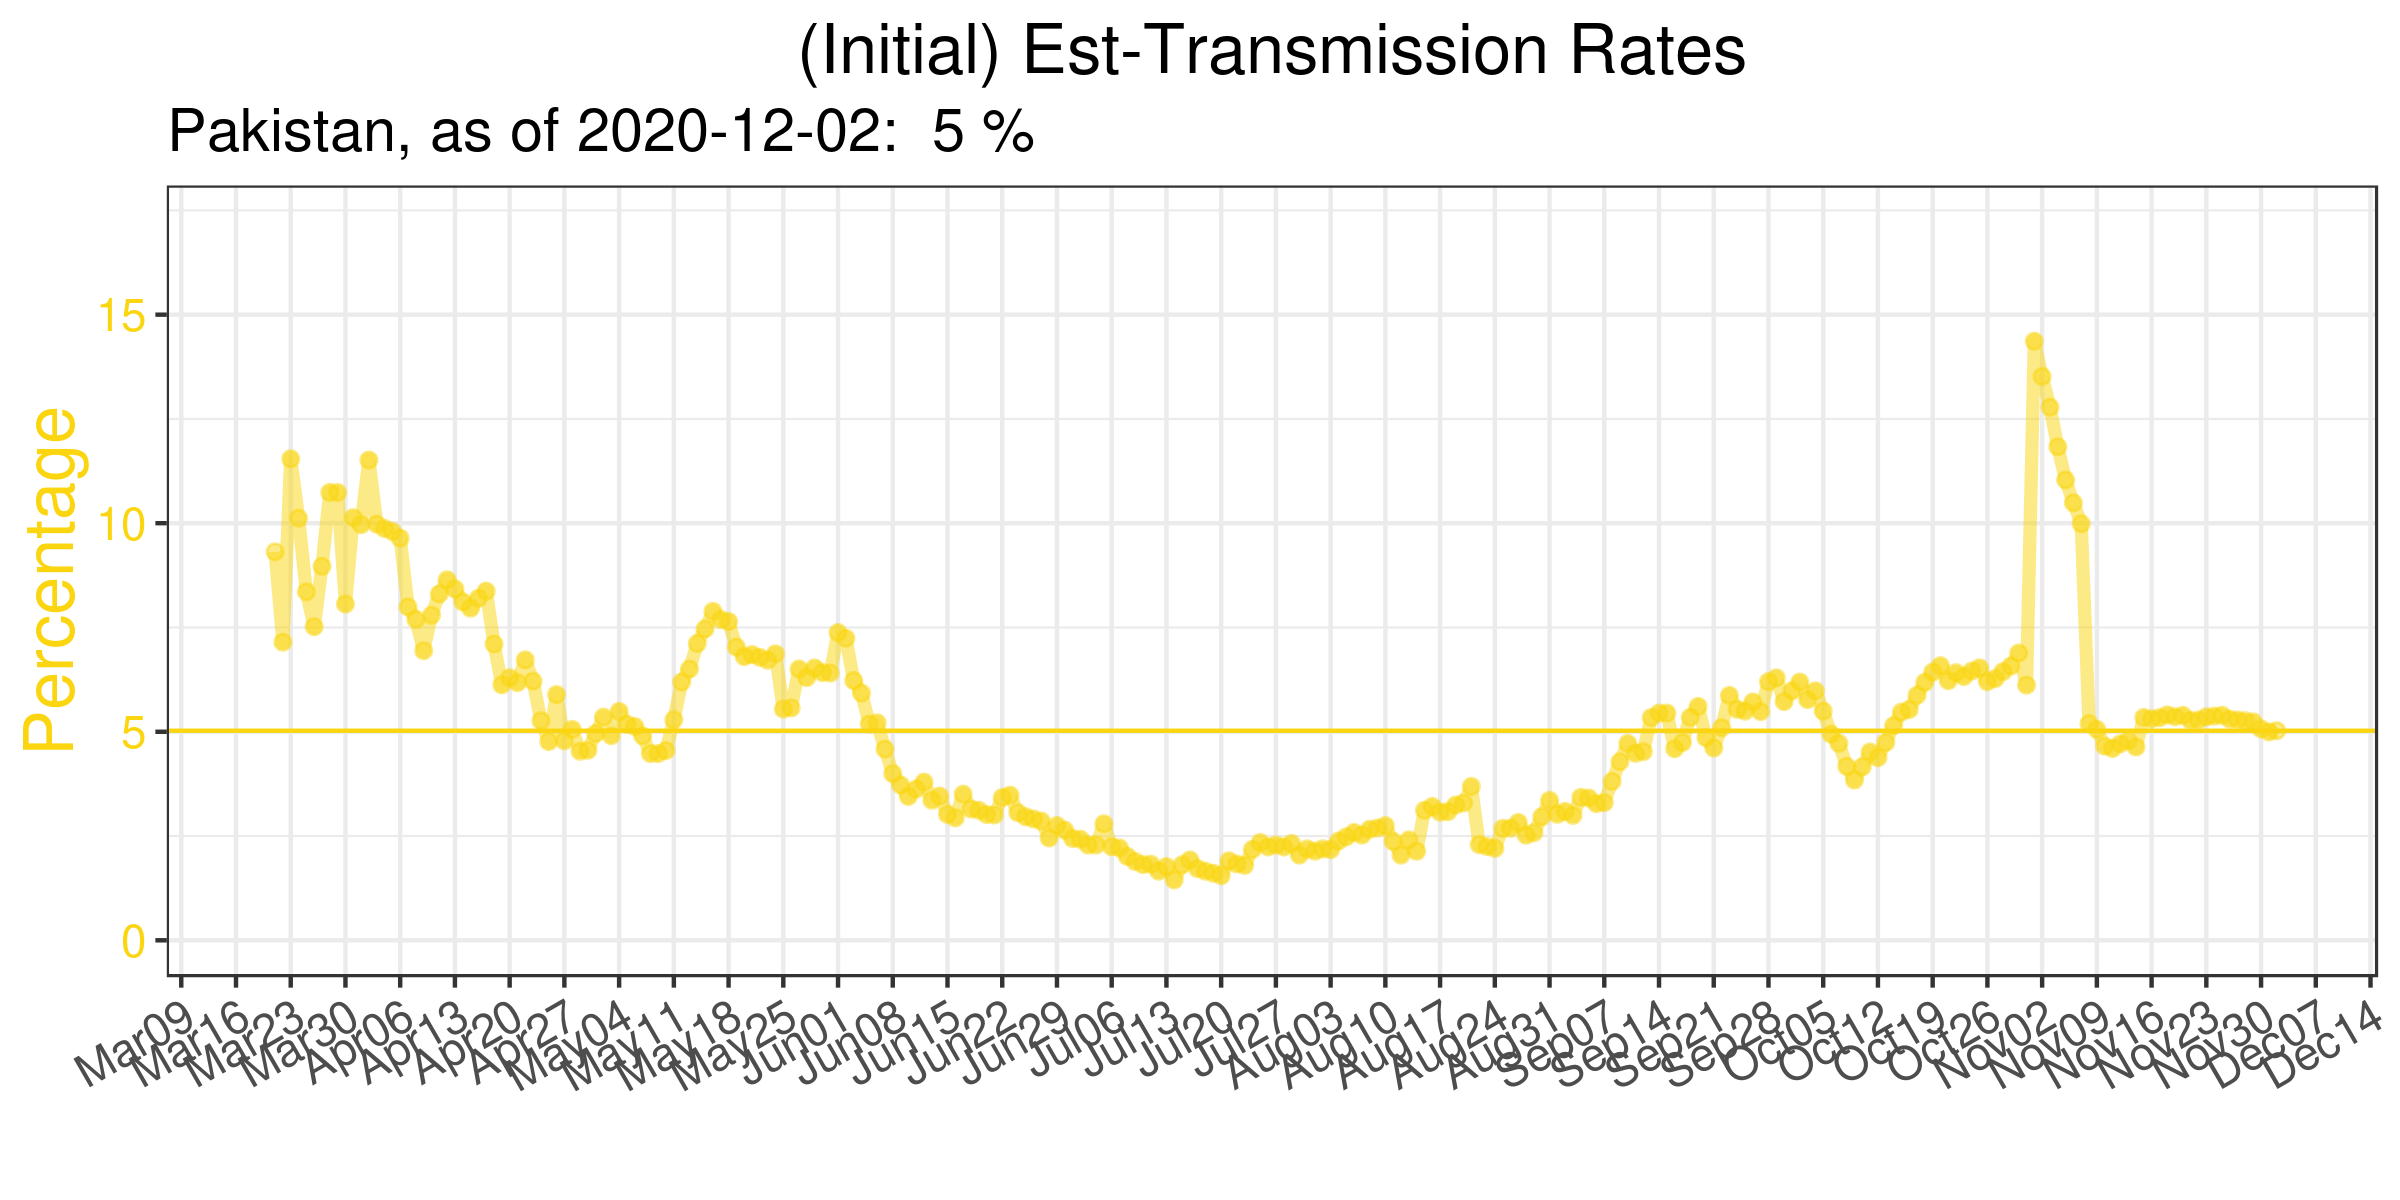 (Initial) Est-Transmission Rates
Pakistan, as of 2020-12-02:  5 %
Percentage
15
10
5
0
Mar09
Mar16
Mar23
Mar30
Apr06
Apr13
Apr20
Apr27
May04
May11
May18
May25
Jun01
Jun08
Jun15
Jun22
Jun29
Jul06
Jul13
Jul20
Jul27
Aug03
Aug10
Aug17
Aug24
Aug31
Sep07
Sep14
Sep21
Sep28
Oct05
Oct12
Oct19
Oct26
Nov02
Nov09
Nov16
Nov23
Nov30
Dec07
Dec14